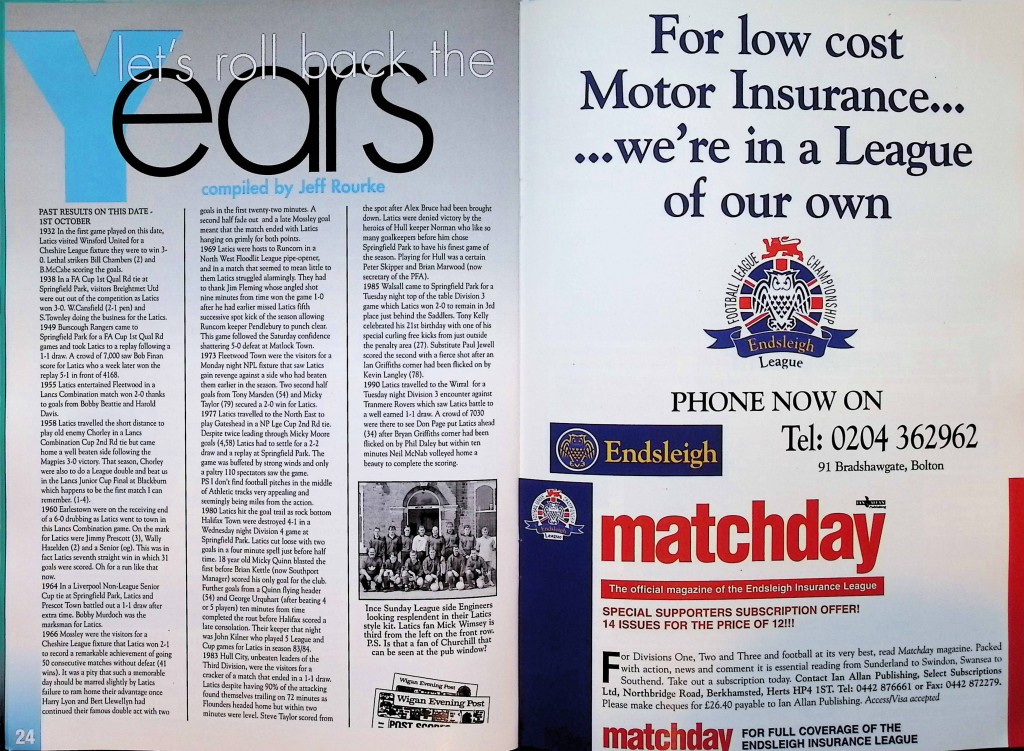 let's roll back the
Years
compiled by Jeff Rourke
PAST RESULTS ON THIS DATE -
1ST OCTOBER
1932 In the first game played on this date,
Latics visited Winsford United for a
Cheshire League fixture they were to win 3-
0. Lethal strikers Bill Chambers (2) and
B.McCabe scoring the goals.
1938 In a FA Cup 1st Qual Rd tie at
Springfield Park, visitors Breightmet Utd
were out out of the competition as Latics
won 3-0. W.Cansfield (2-1 pen) and
S.Townley doing the business for the Latics.
1949 Bunscough Rangers came to
Springfield Park for a FA Cup 1st Qual Rd
games and took Latics to a replay following a
1-1 draw. A crowd of 7,000 saw Bob Finan
score for Latics who a week later won the
replay 5-1 in front of 4168.
1955 Latics entertained Fleetwood in a
Lancs Combination match won 2-0 thanks
to goals from Bobby Beattie and Harold
Davis.
1958 Latics travelled the short distance to
play old enemy Chorley in a Lancs
Combination Cup 2nd Rd tie but came
home a well beaten side following the
Magpies 3-0 victory. That season, Chorley
were also to do a League double and beat us
in the Lancs Junior Cup Final at Blackburn
which happens to be the first match I can
remember. (1-4).
1960 Earlestown were on the receiving end
of a 6-0 drubbing as Latics went to town in
this Lancs Combination game. On the mark
for Latics were Jimmy Prescott (3), Wally
Hazelden (2) and a Senior (og). This was in
fact Latics seventh straight win in which 31
goals were scored. Oh for a run like that
now.
1964 In a Liverpool Non-League Senior
Cup tie at Springfield Park, Latics and
Prescot Town battled out a 1-1 draw after
extra time. Bobby Murdoch was the
marksman for Latics.
1966 Mossley were the visitors for a
Cheshire League fixture that Latics won 2-1
to record a remarkable achievement of going
50 consecutive matches without defeat (41
wins). It was a pity that such a memorable
day should be marred slightly by Latics
failure to ram home their advantage once
Harry Lyon and Bert Llewellyn had
continued their famous double act with two
goals in the first twenty-two minutes. A
second half fade out and a late Mossley goal
meant that the match ended with Latics
hanging on grimly for both points.
1969 Latics were hosts to Runcorn in a
North West Floodlit League pipe-opener,
and in a match that seemed to mean little to
them Latics struggled alarmingly. They had
to thank Jim Fleming whose angled shot
nine minutes from time won the game 1-0
after he had earlier missed Latics fifth
successive spot kick of the season allowing
Runcorn keeper Pendlebury to punch clear.
This game followed the Saturday confidence
shattering 5-0 defeat at Matlock Town.
1973 Fleetwood Town were the visitors for a
Monday night NPL fixture that saw Latics
gain revenge against a side who had beaten
them earlier in the season. Two second half
goals from Tony Marsden (54) and Micky
Taylor (79) secured a 2-0 win for Latics.
1977 Latics travelled to the North East to
play Gateshead in a NP Lge Cup 2nd Rd tie.
Despite twice leading through Micky Moore
goals (4,58) Latics had to settle for a 2-2
draw and a replay at Springfield Park. The
game was buffered by strong winds and only
a paltry 110 spectators saw the game.
PS I don't find football pitches in the middle
of Athletic tracks very appealing and
seemingly being miles from the action.
1980 Latics hit the goal trail as rock bottom
Halifax Town were destroyed 4-1 in a
Wednesday night Division 4 game at
Springfield Park. Latics cut loose with two
goals in a four minute spell just before half
time. 18 year old Micky Quinn blasted the
first before Brian Kettle (now Southport
Manager) scored his only goal for the club.
Further goals from a Quinn flying header
(54) and George Urquhart (after beating 4
or 5 players) ten minutes from time
completed the rout before Halifax scored a
late consolation. Their keeper that night
was John Kilner who played 5 League and
Cup games for Latics in season 83/84.
1983 Hull City, unbeaten leaders of the
Third Division, were the visitors for a
cracker of a match that ended in a 1-1 draw.
Latics despite having 90% of the attacking
found themselves trailing on 72 minutes as
Flounders headed home but within two
minutes were level. Steve Taylor scored from
the spot after Alex Bruce had been brought
down. Latics were denied victory by the
heroics of Hull keeper Norman who like so
many goalkeepers before him chose
Springfield Park to have his finest game of
the season. Playing for Hull was a certain
Peter Skipper and Brian Marwood (now
secretary of the PFA).
1985 Walsall came to Springfield Park for a
Tuesday night top of the table Division 3
game which Latics won 2-0 to remain in 3rd
place just behind the Saddlers. Tony Kelly
celebrated his 21st birthday with one of his
special curling free kicks from just outside
the penalty area (27). Substitute Paul Jewell
scored the second with a fierce shot after an
Ian Griffiths corner had been flicked on by
Kevin Langley (78).
1990 Latics travelled to the Wirral for a
Tuesday night Division 3 encounter against
Tranmere Rovers which saw Latics battle to
a well earned 1-1 draw. A crowd of 7030
were there to see Don Page put Latics ahead
(34) after Bryan Griffiths corner had been
flicked on by Phil Daley but within ten
minutes Neil McNab volleyed home a
beauty to complete the scoring.
Ince Sunday League side Engineers
looking resplendent in their Latics
style kit. Latics fan Mick Wimsey is
third from the left on the front row.
P.S. Is that a fan of Churchill that
can be seen at the pub window?
Wigan Evening Post
Wigan Evening Post
POST SCORE
24
For low cost
Motor Insurance...
...we're in a League
of our own
FOOTBALL LEAGUE CHAMPIONSHIP
Endsleigh
League
PHONE NOW ON
Endsleigh
Tel: 0204 362962
91 Bradshawgate, Bolton
Endsleigh
League
IAN ALLAN
Publishing
matchday
The official magazine of the Endsleigh Insurance League
SPECIAL SUPPORTERS SUBSCRIPTION OFFER!
14 ISSUES FOR THE PRICE OF 12!!!
For Divisions One, Two and Three and football at its very best, read Matchday magazine. Packed
with action, news and comment it is essential reading from Sunderland to Swindon, Swansea to
Southend. Take out a subscription today. Contact Ian Allan Publishing, Select Subscriptions
Ltd, Northbridge Road, Berkhamsted, Herts HP4 1ST. Tel: 0442 876661 or Fax: 0442 872279.
Please make cheques for £26.40 payable to Ian Allan Publishing. Access/Visa accepted
matchday FOR FULL COVERAGE OF THE
ENDSLEIGH INSURANCE LEAGUE